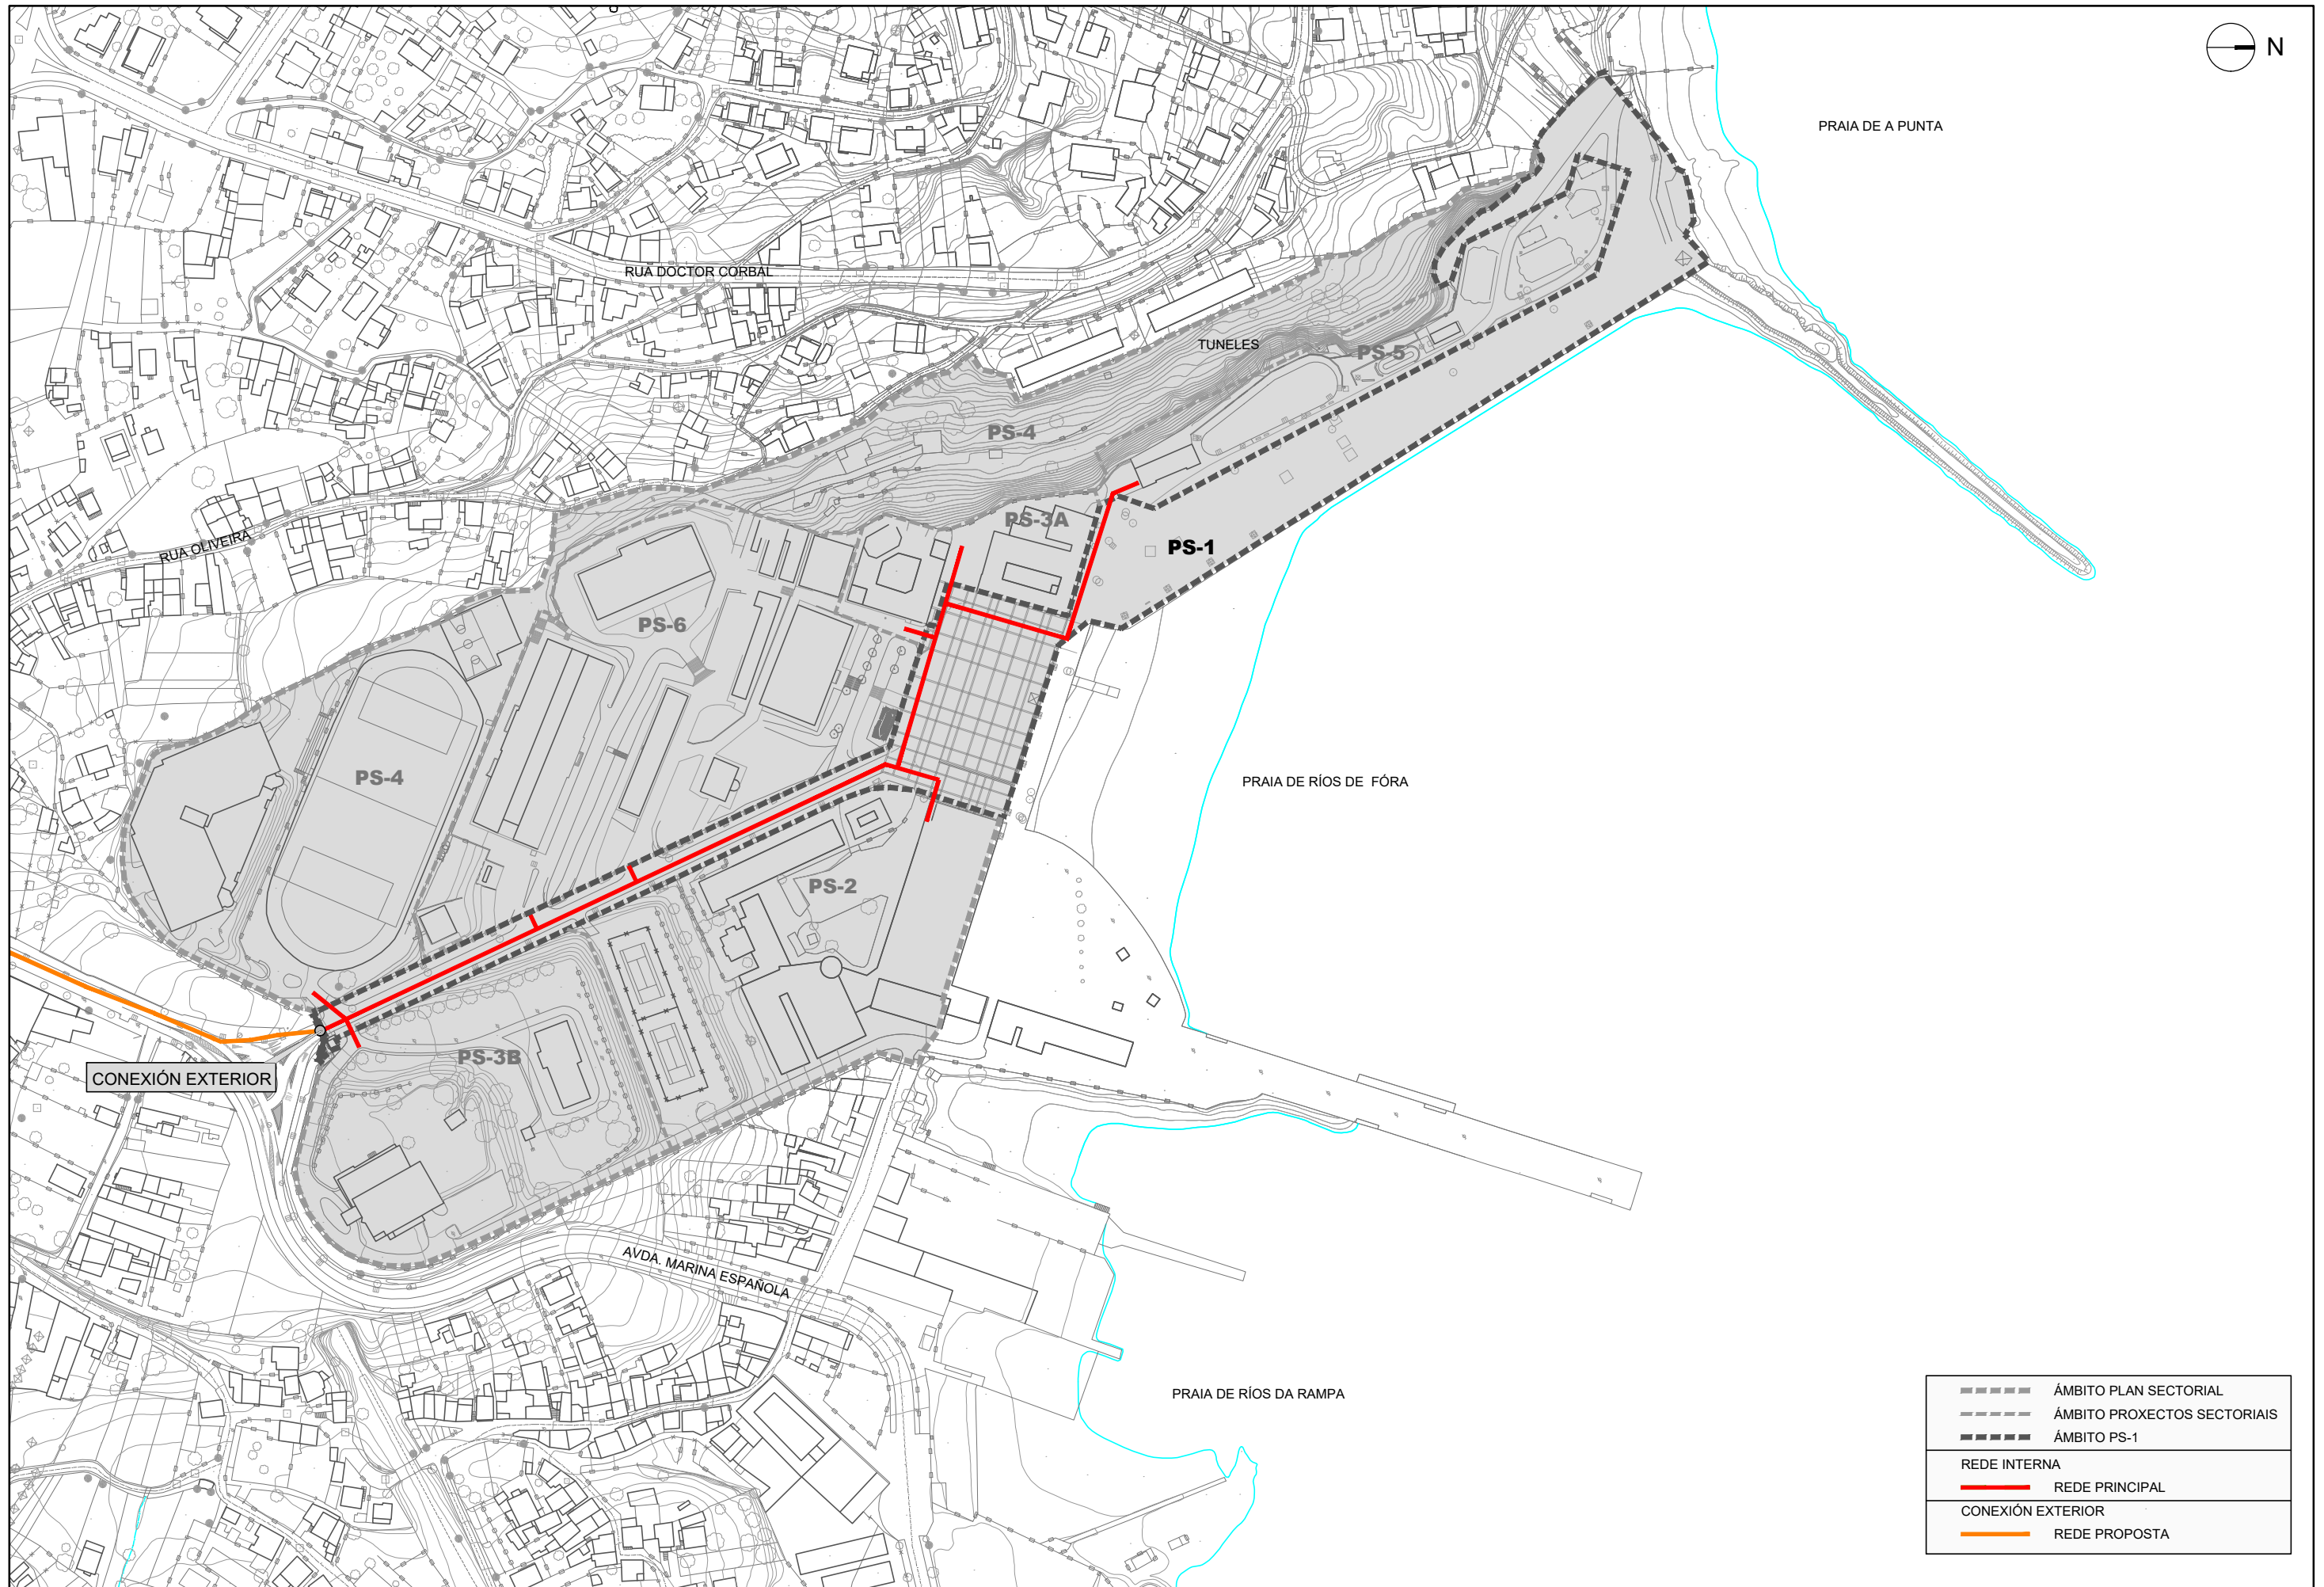 N
PRAIA DE A PUNTA
RUA DOCTOR CORBAL
TUNELES
PS-5
PS-4
PS-3A
RUA OLIVEIRA
PS-1
PS-6
PS-4
PRAIA DE RÍOS DE FÓRA
PS-2
PS-3B
CONEXIÓN EXTERIOR
AVDA. MARINA ESPAÑOLA
PRAIA DE RÍOS DA RAMPA
ÁMBITO PLAN SECTORIAL
ÁMBITO PROXECTOS SECTORIAIS
ÁMBITO PS-1
REDE INTERNA
REDE PRINCIPAL
CONEXIÓN EXTERIOR
REDE PROPOSTA